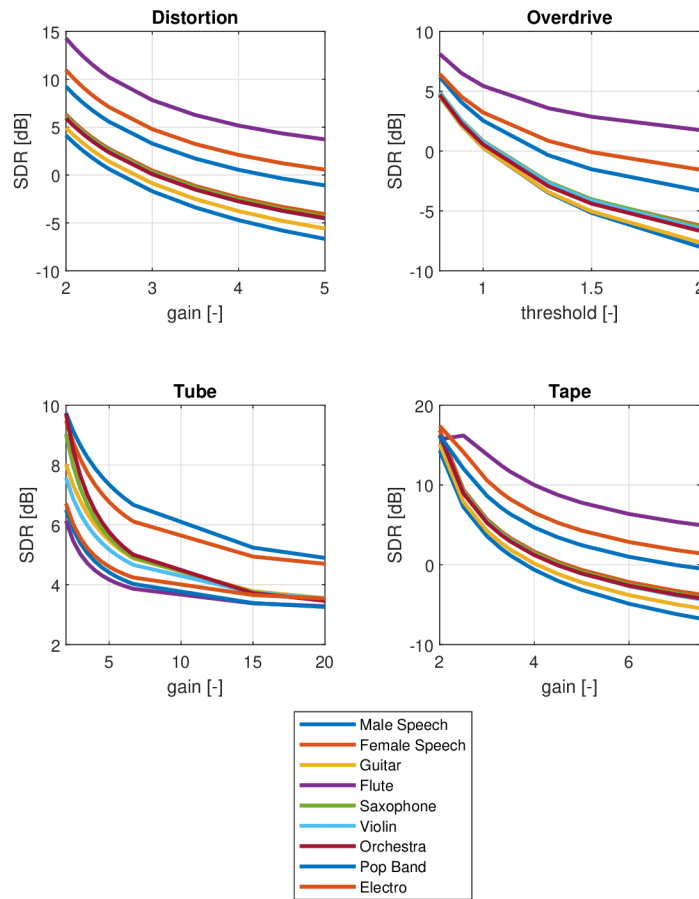 Distortion
Overdrive
15
10
5
0
-5
-10
SDR [dB]
2
3
4
5
gain [-]
10
5
0
-5
-10
SDR [dB]
1
1.5
2
threshold [-]
Tube
Tape
10
8
6
4
2
SDR [dB]
5
10
15
20
gain [-]
20
10
0
-10
SDR [dB]
2
4
6
gain [-]
Male Speech
Female Speech
Guitar
Flute
Saxophone
Violin
Orchestra
Pop Band
Electro